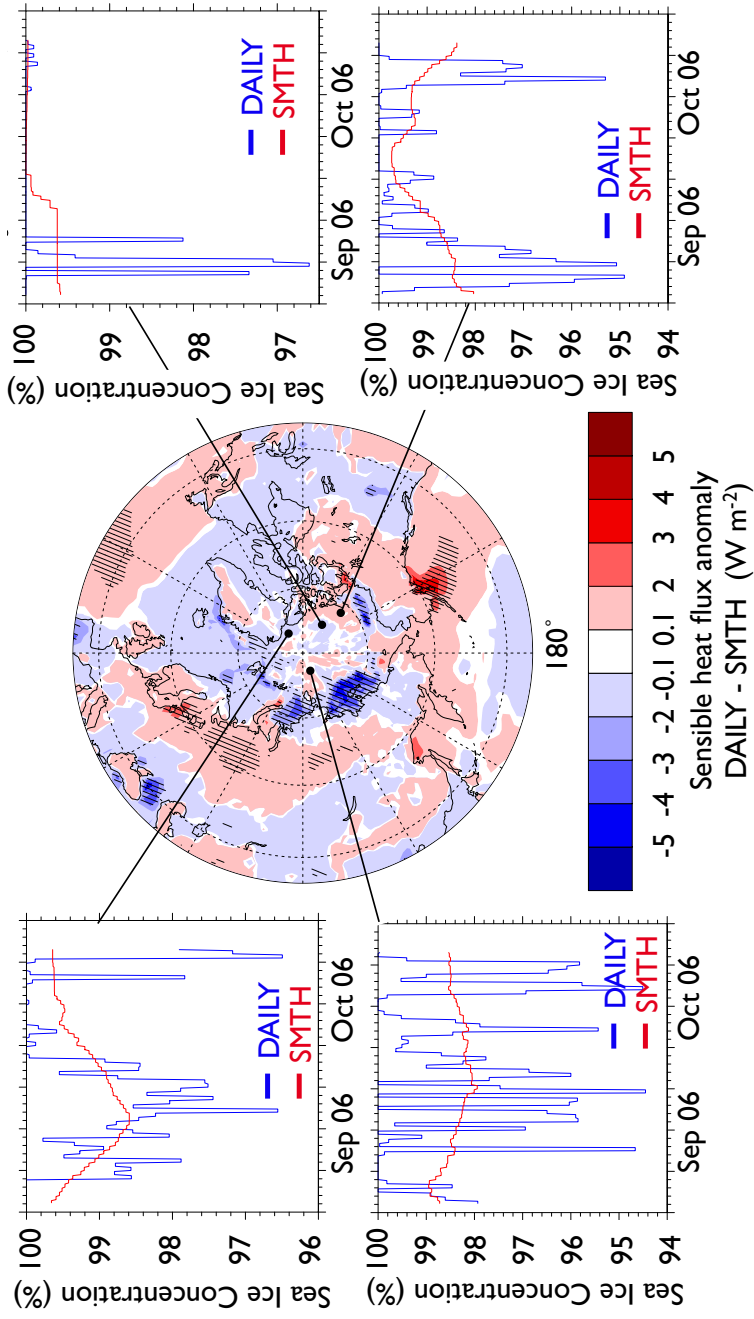 Sea Ice Concentration (%)
100
99
98
97
96
Sep 06
Oct 06
DAILY
SMTH
Sea Ice Concentration (%)
100
99
98
97
Sep 06
Oct 06
DAILY
SMTH
Sea Ice Concentration (%)
100
99
98
97
96
95
94
Sep 06
Oct 06
DAILY
SMTH
Sea Ice Concentration (%)
100
99
98
97
96
95
94
Sep 06
Oct 06
DAILY
SMTH
180°
-5 -4 -3 -2 -0.1 0.1 2 3 4 5
Sensible heat flux anomaly
DAILY - SMTH (W m⁻²)